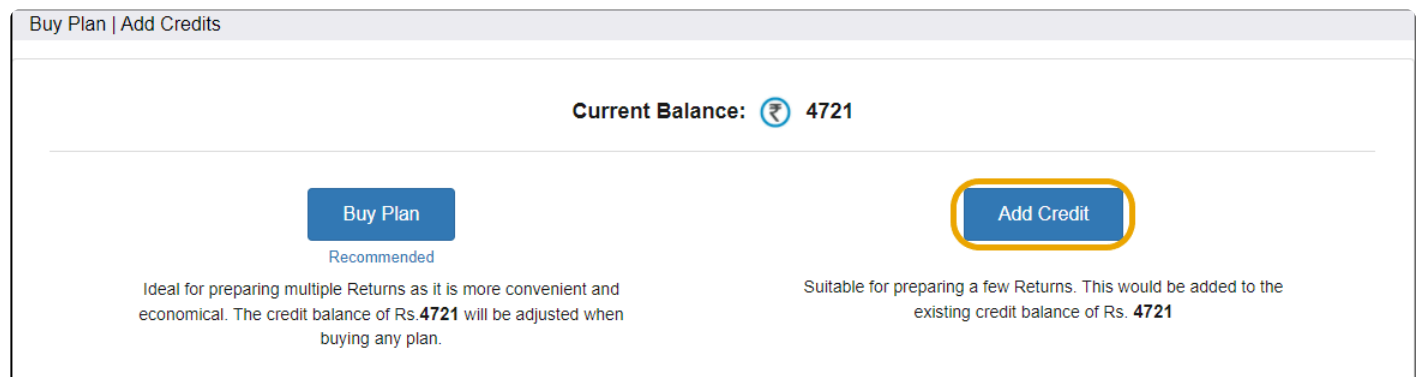 Buy Plan | Add Credits
Current Balance: ₹ 4721
Buy Plan
Recommended
Ideal for preparing multiple Returns as it is more convenient and
economical. The credit balance of Rs.4721 will be adjusted when
buying any plan.
Add Credit
Suitable for preparing a few Returns. This would be added to the
existing credit balance of Rs. 4721